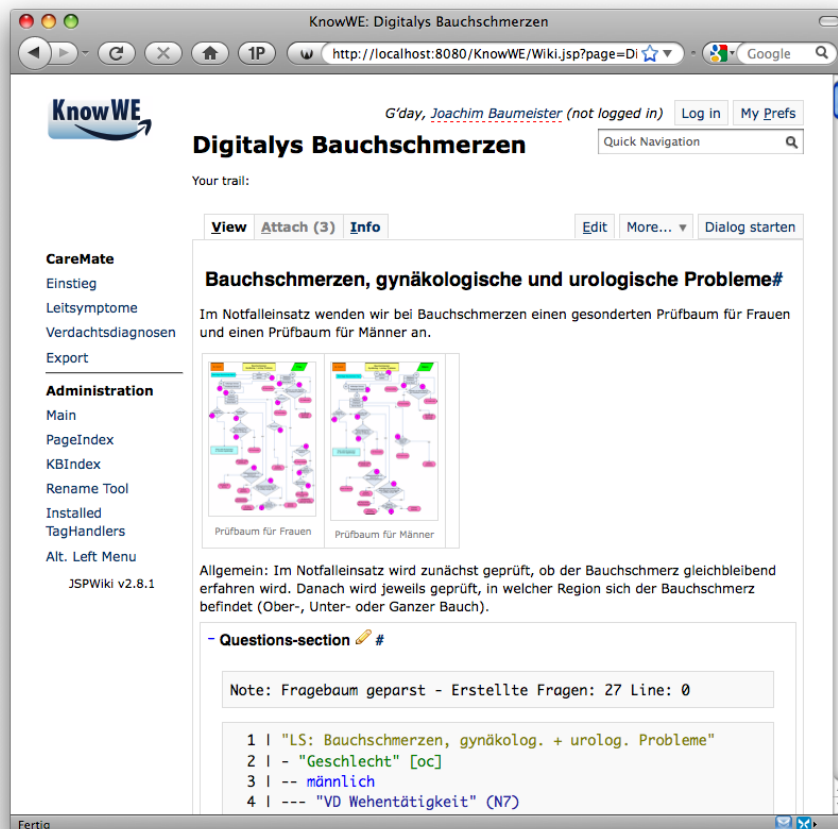 KnowWE: Digitalys Bauchschmerzen
1P
http://localhost:8080/KnowWE/Wiki.jsp?page=Di
Google
KnowWE
G'day, Joachim Baumeister (not logged in)
Log in
My Prefs
Digitalys Bauchschmerzen
Quick Navigation
Your trail:
View
Attach (3)
Info
Edit
More...
Dialog starten
CareMate
Einstieg
Leitsymptome
Verdachtsdiagnosen
Export
Administration
Main
PageIndex
KBIndex
Rename Tool
Installed
TagHandlers
Alt. Left Menu
JSPWiki v2.8.1
Bauchschmerzen, gynäkologische und urologische Probleme#
Im Notfalleinsatz wenden wir bei Bauchschmerzen einen gesonderten Prüfbaum für Frauen
und einen Prüfbaum für Männer an.
Prüfbaum für Frauen
Prüfbaum für Männer
Allgemein: Im Notfalleinsatz wird zunächst geprüft, ob der Bauchschmerz gleichbleibend
erfahren wird. Danach wird jeweils geprüft, in welcher Region sich der Bauchschmerz
befindet (Ober-, Unter- oder Ganzer Bauch).
- Questions-section #
Note: Fragebaum geparst - Erstellte Fragen: 27 Line: 0
1 | "LS: Bauchschmerzen, gynäkolog. + urolog. Probleme"
2 | - "Geschlecht" [oc]
3 | -- männlich
4 | --- "VD Wehentätigkeit" (N7)
Fertig